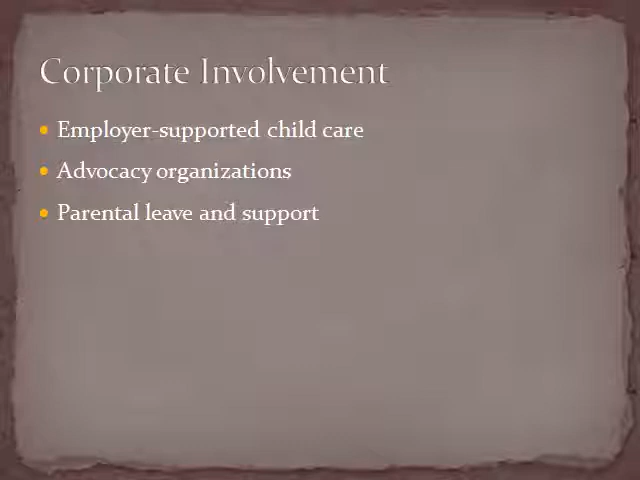 Corporate Involvement
• Employer-supported child care
• Advocacy organizations
• Parental leave and support